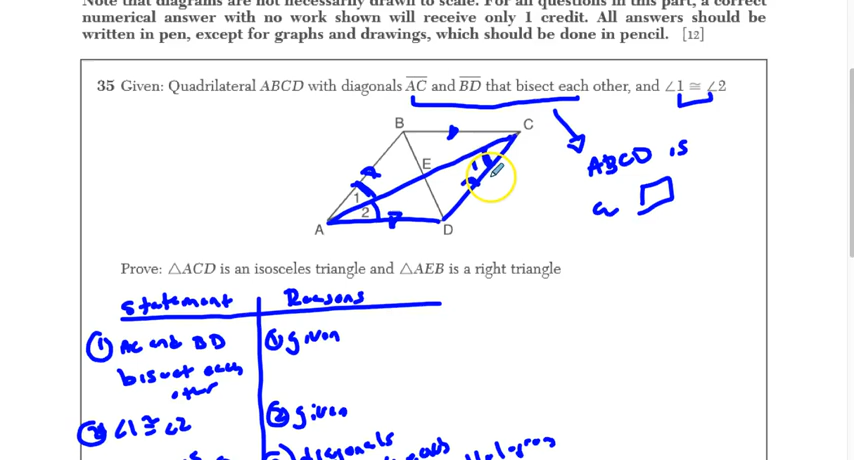 Note that diagrams are not necessarily drawn to scale. For all questions in this part, a correct
numerical answer with no work shown will receive only 1 credit. All answers should be
written in pen, except for graphs and drawings, which should be done in pencil. [12]
35 Given: Quadrilateral ABCD with diagonals AC and BD that bisect each other, and ∠1 ≅ ∠2
B
C
E
1
2
1
A
D
ABCD is
a
Prove: △ACD is an isosceles triangle and △AEB is a right triangle
Statement Reasons
① AC and BD ① given
bisect each
other
② given
② ∠1 ≅ ∠2
diagonals
each